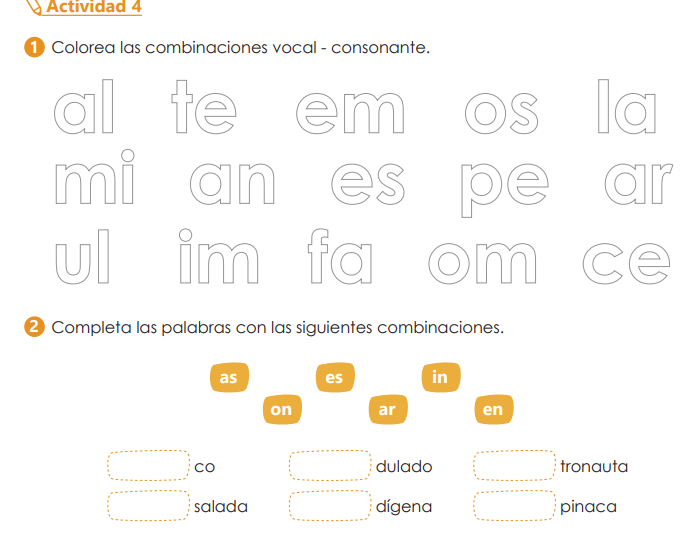 Actividad 4
1 Colorea las combinaciones vocal - consonante.
al te em os la
mi an es pe ar
ul im fa om ce
2 Completa las palabras con las siguientes combinaciones.
as es in
on ar en
co dulado tronauta
salada dígena pinaca